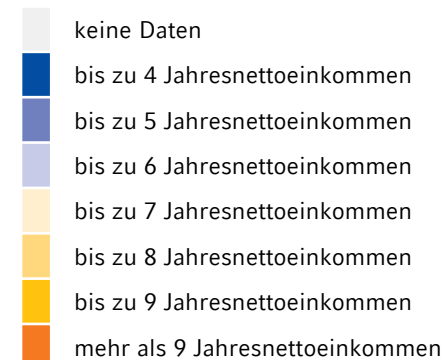 keine Daten
bis zu 4 Jahresnettoeinkommen
bis zu 5 Jahresnettoeinkommen
bis zu 6 Jahresnettoeinkommen
bis zu 7 Jahresnettoeinkommen
bis zu 8 Jahresnettoeinkommen
bis zu 9 Jahresnettoeinkommen
mehr als 9 Jahresnettoeinkommen